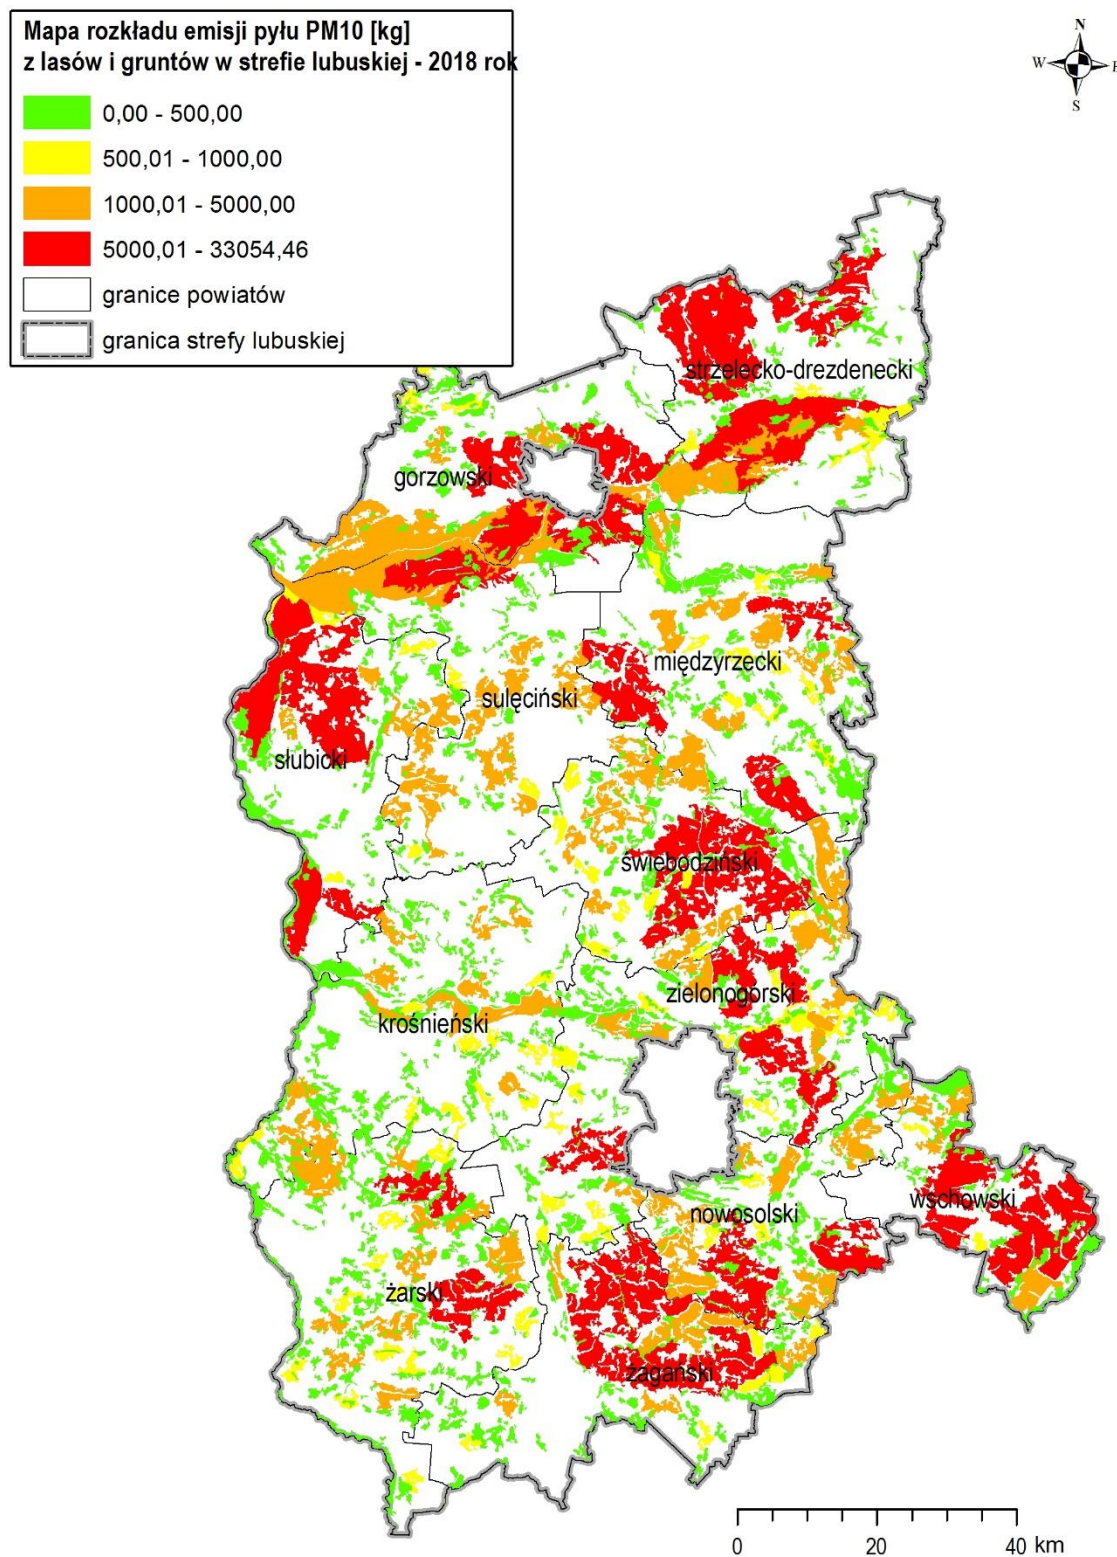 Mapa rozkładu emisji pyłu PM10 [kg]
z lasów i gruntów w strefie lubuskiej - 2018 rok
0,00 - 500,00
500,01 - 1000,00
1000,01 - 5000,00
5000,01 - 33054,46
granice powiatów
granica strefy lubuskiej
N
W
E
S
strzelecko-drezdenecki
gorzowski
międzyrzecki
sulęciński
słubicki
świebodziński
zielonogórski
krośnieński
wschowski
nowosolski
żarski
żagański
0 20 40 km